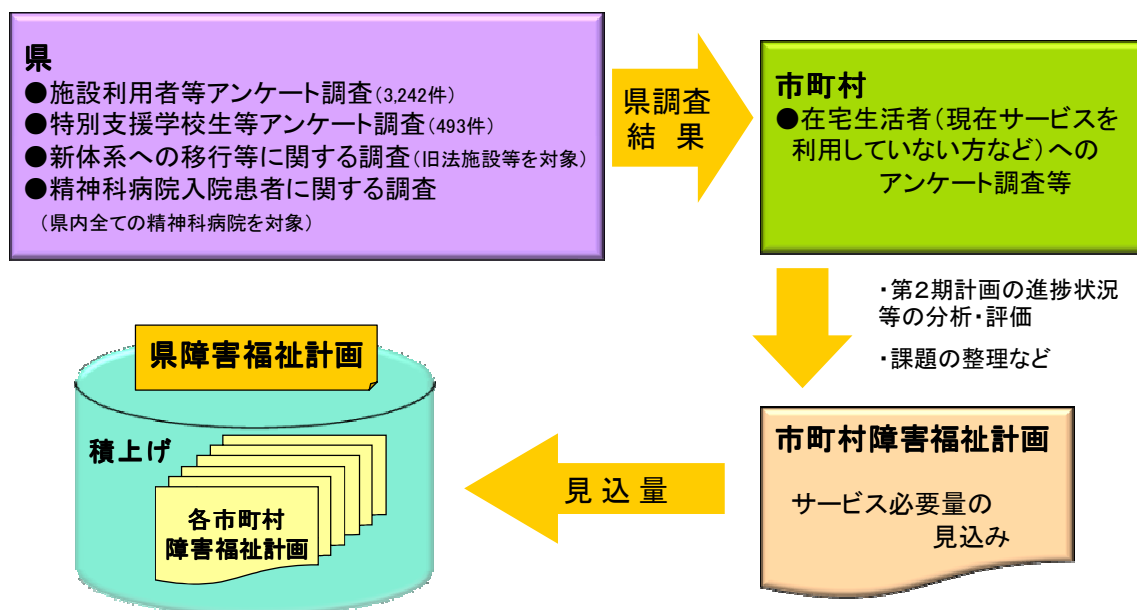 県
●施設利用者等アンケート調査(3,242件)
●特別支援学校生等アンケート調査(493件)
●新体系への移行等に関する調査(旧法施設等を対象)
●精神科病院入院患者に関する調査
(県内全ての精神科病院を対象)
県調査
結 果
市町村
●在宅生活者(現在サービスを
利用していない方など)への
アンケート調査等
・第2期計画の進捗状況
等の分析・評価
・課題の整理など
市町村障害福祉計画
サービス必要量の
見込み
見 込 量
県障害福祉計画
積上げ
各市町村
障害福祉計画